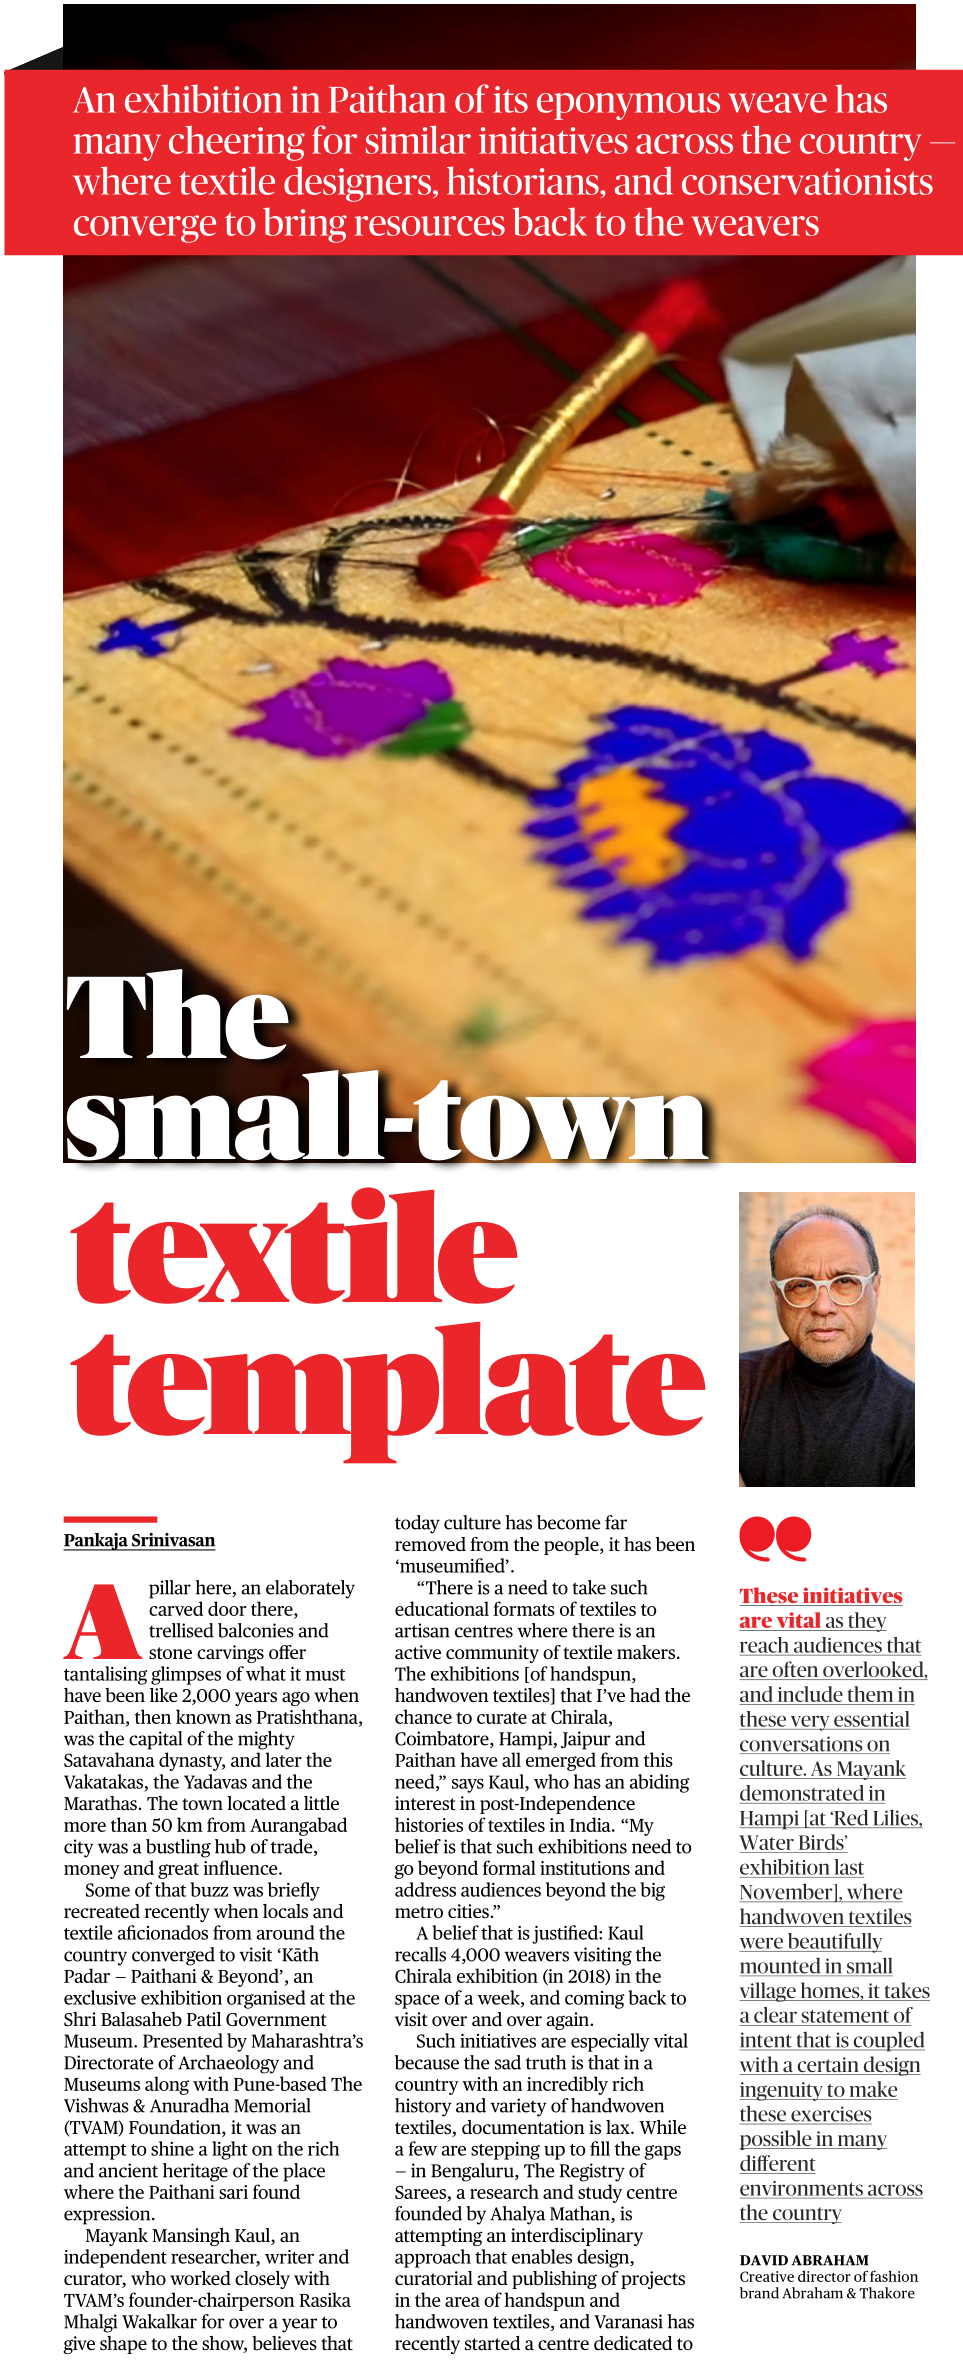 An exhibition in Paithan of its eponymous weave has
many cheering for similar initiatives across the country —
where textile designers, historians, and conservationists
converge to bring resources back to the weavers
The
small-town
textile
template
Pankaja Srinivasan
A pillar here, an elaborately
carved door there,
trellised balconies and
stone carvings offer
tantalising glimpses of what it must
have been like 2,000 years ago when
Paithan, then known as Pratishthana,
was the capital of the mighty
Satavahana dynasty, and later the
Vakatakas, the Yadavas and the
Marathas. The town located a little
more than 50 km from Aurangabad
city was a bustling hub of trade,
money and great influence.
Some of that buzz was briefly
recreated recently when locals and
textile aficionados from around the
country converged to visit ‘Kāth
Padar – Paithani & Beyond’, an
exclusive exhibition organised at the
Shri Balasaheb Patil Government
Museum. Presented by Maharashtra’s
Directorate of Archaeology and
Museums along with Pune-based The
Vishwas & Anuradha Memorial
(TVAM) Foundation, it was an
attempt to shine a light on the rich
and ancient heritage of the place
where the Paithani sari found
expression.
Mayank Mansingh Kaul, an
independent researcher, writer and
curator, who worked closely with
TVAM’s founder-chairperson Rasika
Mhalgi Wakalkar for over a year to
give shape to the show, believes that
today culture has become far
removed from the people, it has been
‘museumified’.
“There is a need to take such
educational formats of textiles to
artisan centres where there is an
active community of textile makers.
The exhibitions [of handspun,
handwoven textiles] that I’ve had the
chance to curate at Chirala,
Coimbatore, Hampi, Jaipur and
Paithan have all emerged from this
need,” says Kaul, who has an abiding
interest in post-Independence
histories of textiles in India. “My
belief is that such exhibitions need to
go beyond formal institutions and
address audiences beyond the big
metro cities.”
A belief that is justified: Kaul
recalls 4,000 weavers visiting the
Chirala exhibition (in 2018) in the
space of a week, and coming back to
visit over and over again.
Such initiatives are especially vital
because the sad truth is that in a
country with an incredibly rich
history and variety of handwoven
textiles, documentation is lax. While
a few are stepping up to fill the gaps
– in Bengaluru, The Registry of
Sarees, a research and study centre
founded by Ahalya Mathan, is
attempting an interdisciplinary
approach that enables design,
curatorial and publishing of projects
in the area of handspun and
handwoven textiles, and Varanasi has
recently started a centre dedicated to
These initiatives
are vital as they
reach audiences that
are often overlooked,
and include them in
these very essential
conversations on
culture. As Mayank
demonstrated in
Hampi [at ‘Red Lilies,
Water Birds’
exhibition last
November], where
handwoven textiles
were beautifully
mounted in small
village homes, it takes
a clear statement of
intent that is coupled
with a certain design
ingenuity to make
these exercises
possible in many
different
environments across
the country
DAVID ABRAHAM
Creative director of fashion
brand Abraham & Thakore